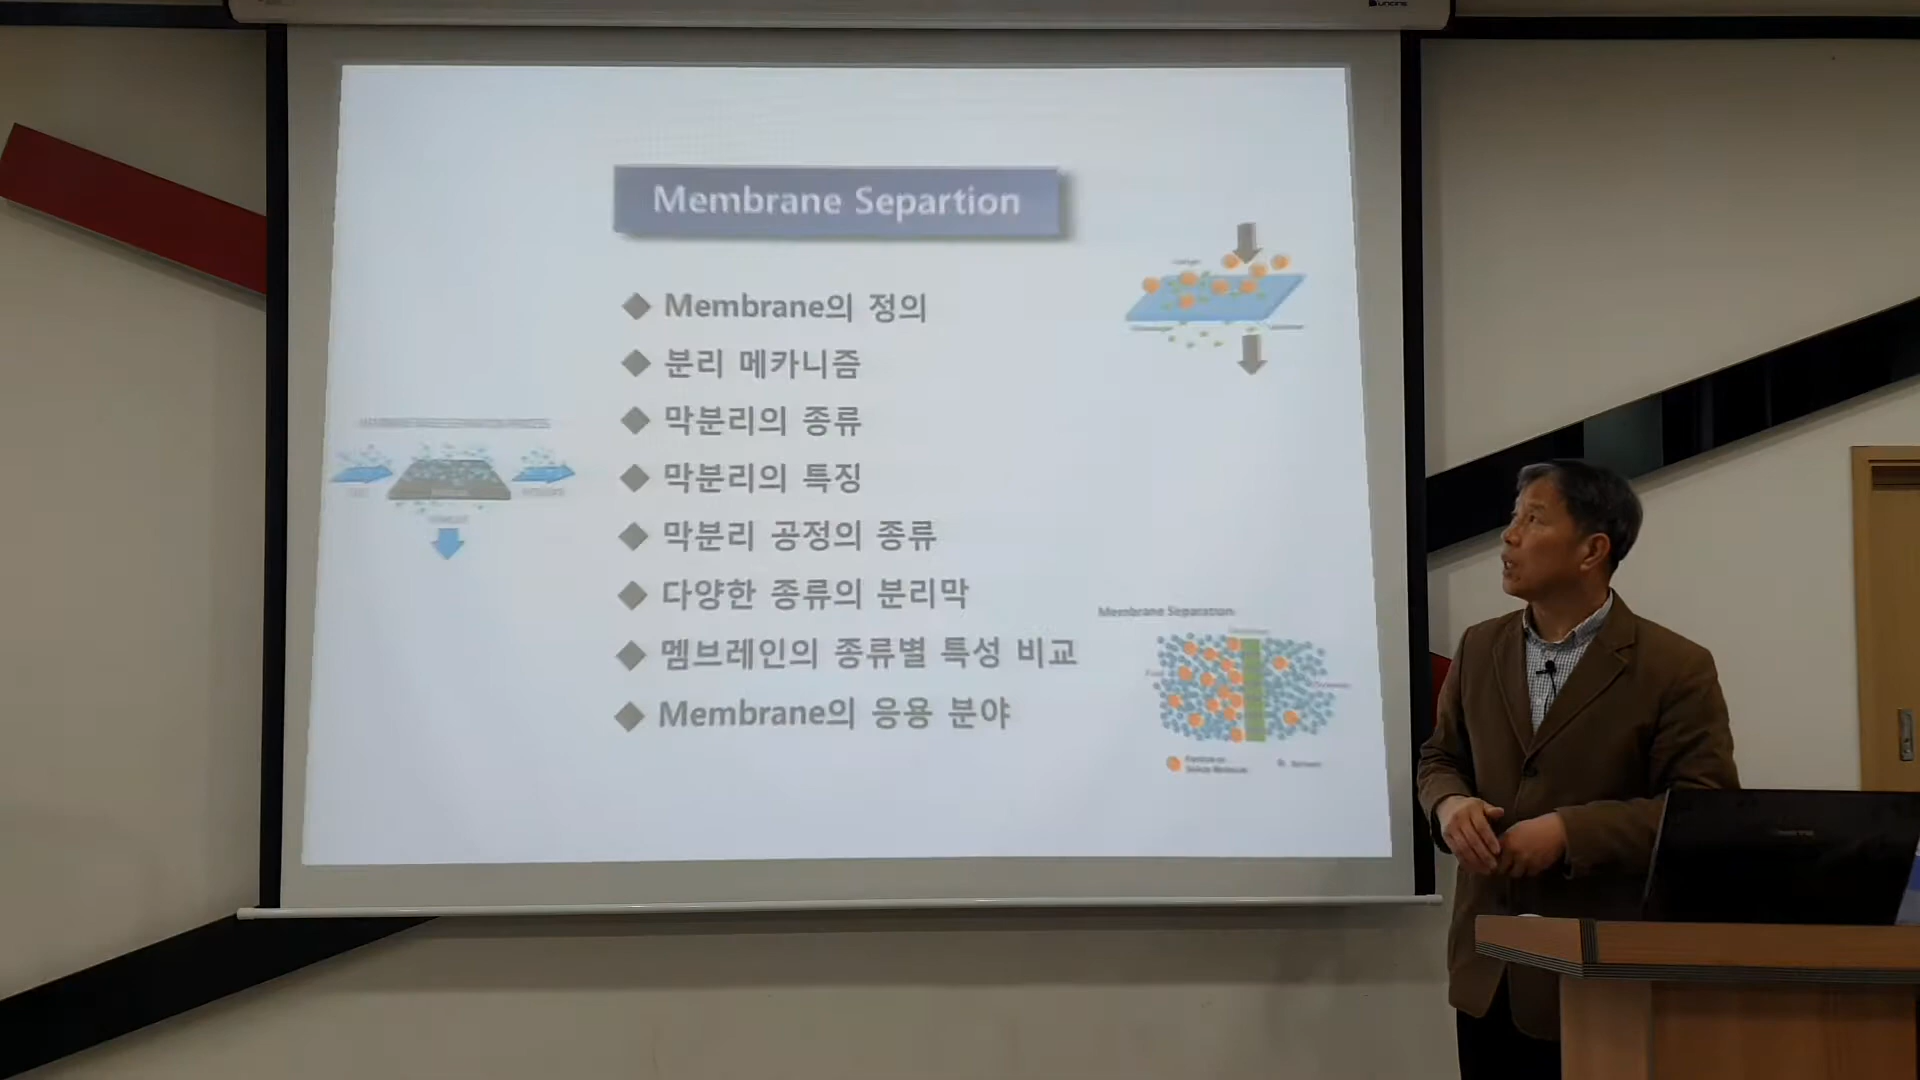 Membrane Separtion
Membrane의 정의
분리 메카니즘
막분리의 종류
막분리의 특징
막분리 공정의 종류
다양한 종류의 분리막
멤브레인의 종류별 특성 비교
Membrane의 응용 분야
Membrane Separation